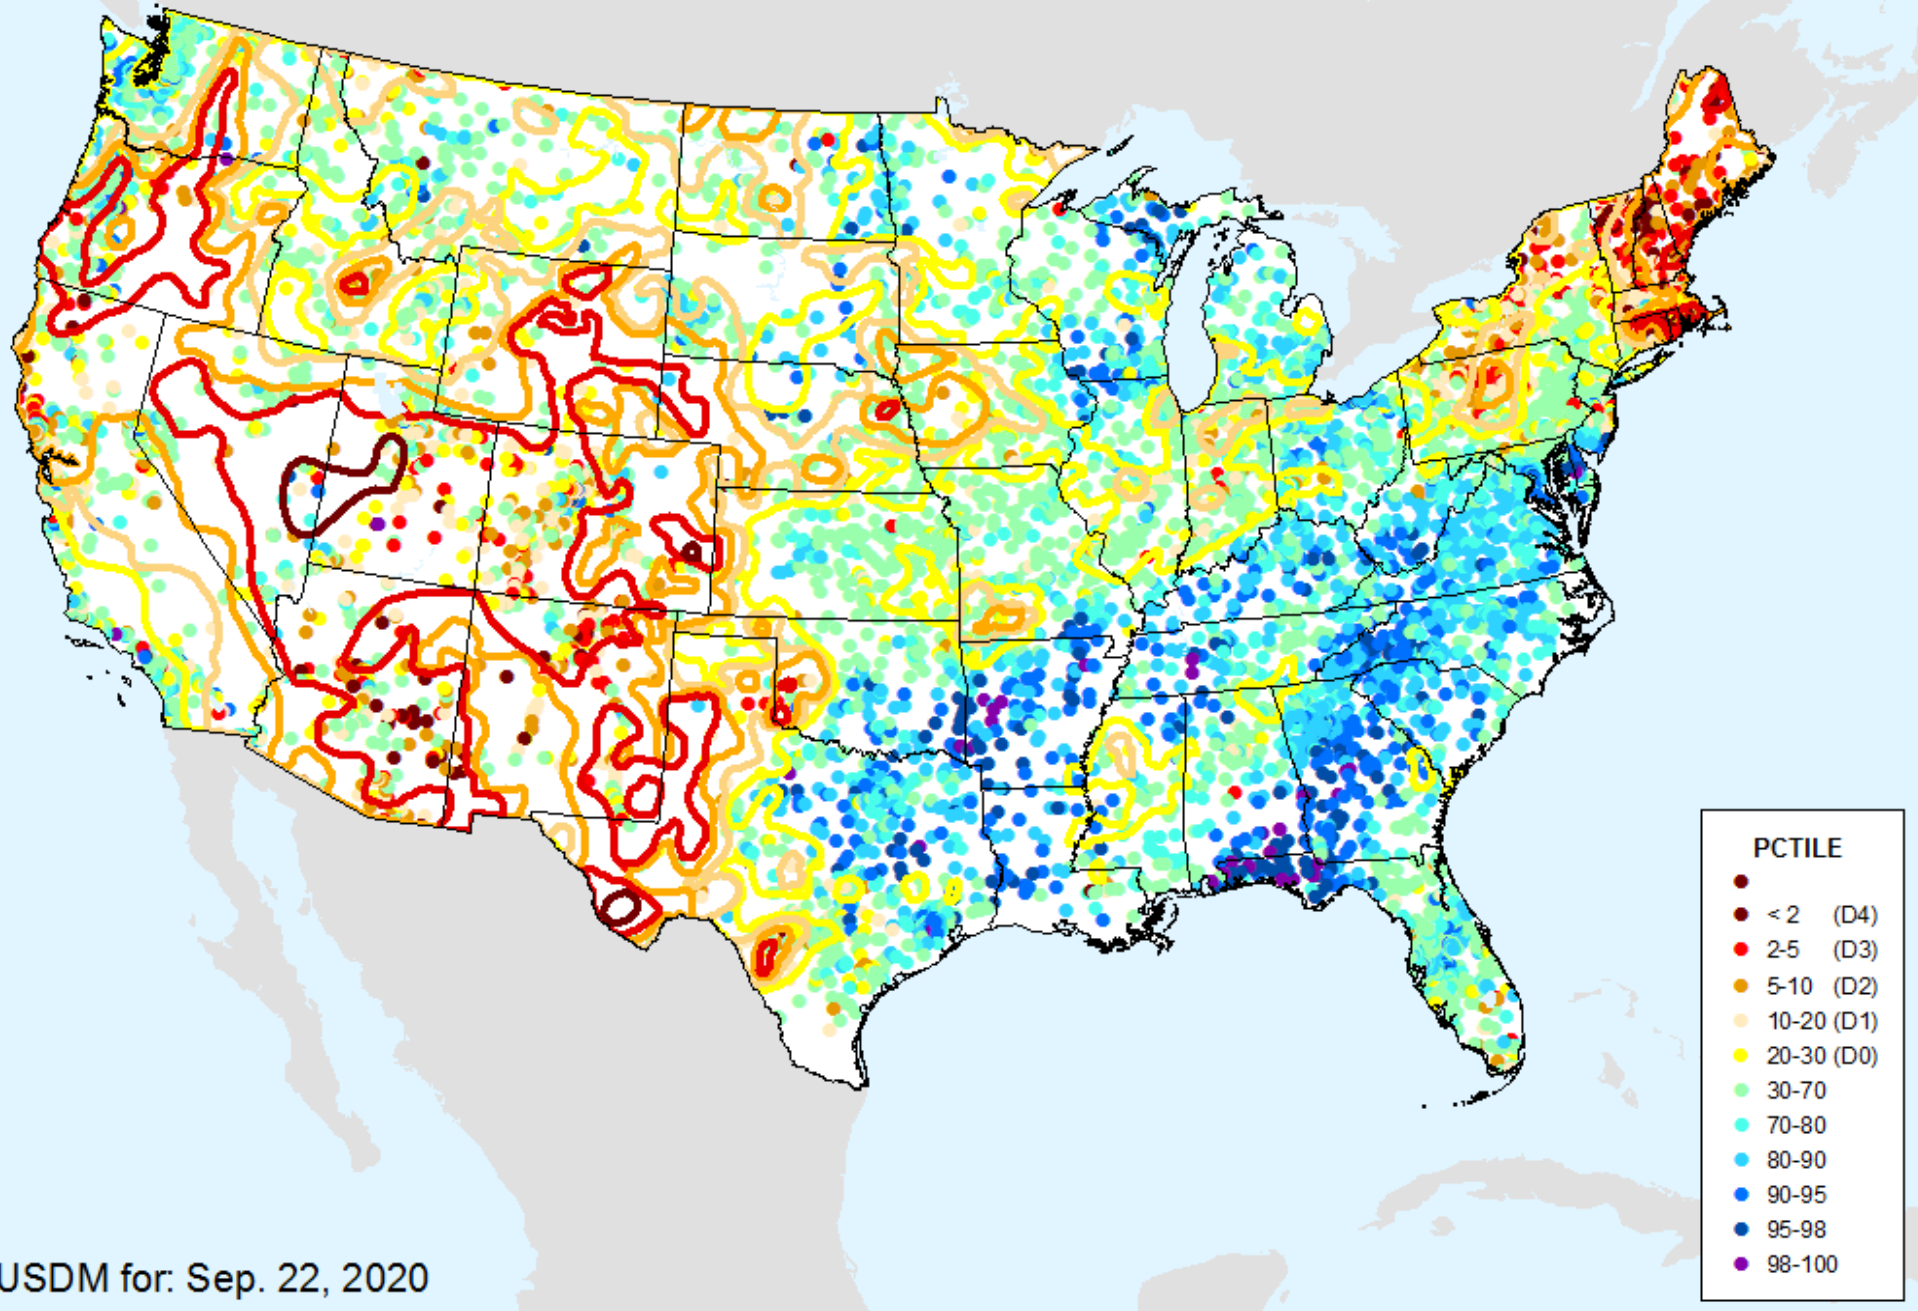 PCTILE
< 2 (D4)
2-5 (D3)
5-10 (D2)
10-20 (D1)
20-30 (D0)
30-70
70-80
80-90
90-95
95-98
98-100
USDM for: Sep. 22, 2020